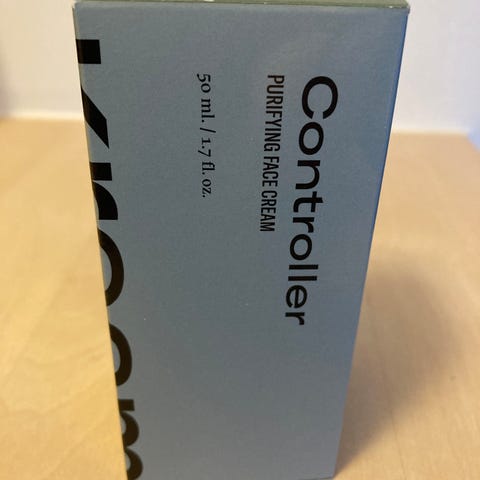 Controller
PURIFYING FACE CREAM
50 ml. / 1.7 fl. oz.